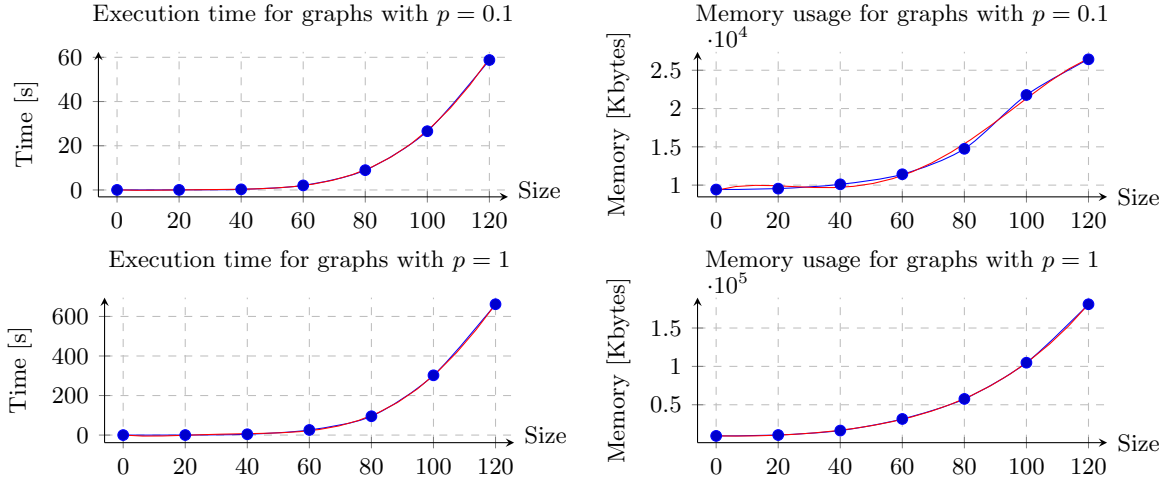 Execution time for graphs with p = 0.1
Time [s]
60
40
20
0
0 20 40 60 80 100 120
Size
Memory usage for graphs with p = 0.1
·10^4
Memory [Kbytes]
2.5
2
1.5
1
0 20 40 60 80 100 120
Size
Execution time for graphs with p = 1
Time [s]
600
400
200
0
0 20 40 60 80 100 120
Size
Memory usage for graphs with p = 1
·10^5
Memory [Kbytes]
1.5
1
0.5
0 20 40 60 80 100 120
Size